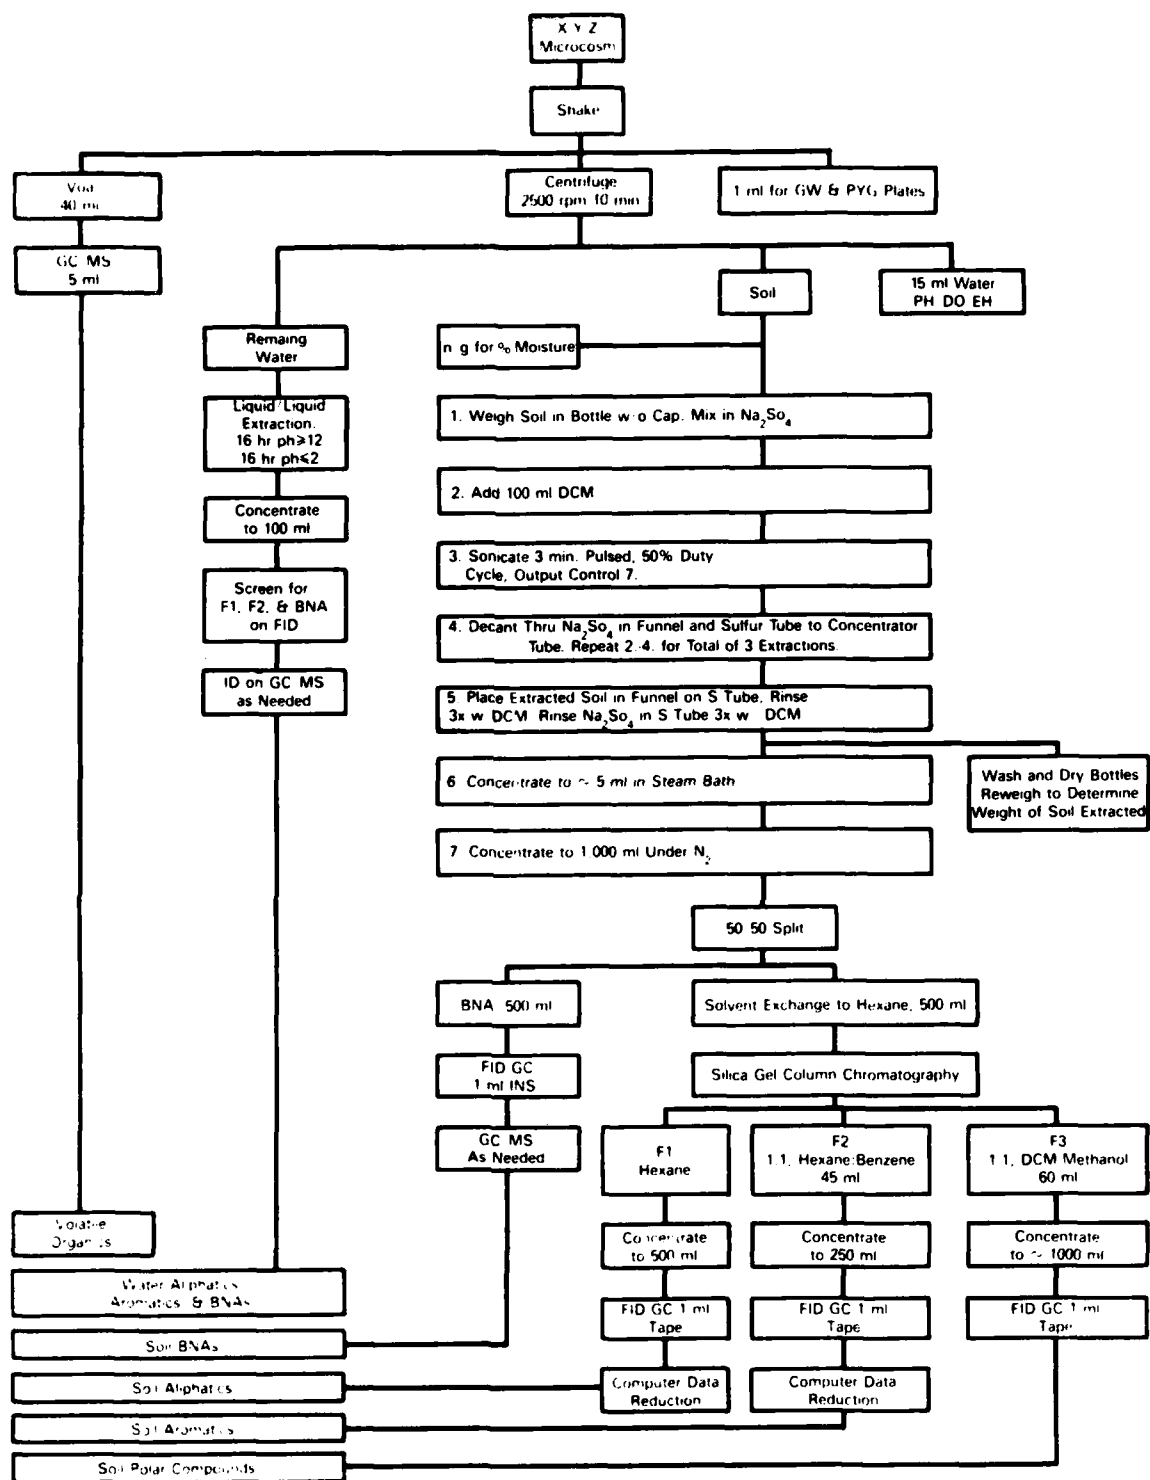 X Y Z
Microcosm
Shake
Voa
40 ml
Centrifuge
2500 rpm 10 min
1 ml for GW & PYG Plates
GC MS
5 ml
Soil
15 ml Water
PH DO EH
Remaing
Water
n g for % Moisture
Liquid/Liquid
Extraction.
16 hr ph≥12
16 hr ph≤2
1. Weigh Soil in Bottle w o Cap. Mix in Na₂So₄
2. Add 100 ml DCM
Concentrate
to 100 ml
3. Sonicate 3 min. Pulsed, 50% Duty
Cycle, Output Control 7.
Screen for
F1, F2, & BNA
on FID
4. Decant Thru Na₂So₄ in Funnel and Sulfur Tube to Concentrator
Tube. Repeat 2.-4. for Total of 3 Extractions.
ID on GC MS
as Needed
5. Place Extracted Soil in Funnel on S Tube, Rinse
3x w DCM Rinse Na₂So₄ in S Tube 3x w DCM
6 Concentrate to ~ 5 ml in Steam Bath
Wash and Dry Bottles
Reweigh to Determine
Weight of Soil Extracted
7 Concentrate to 1.000 ml Under N₂
50 50 Split
BNA 500 ml
Solvent Exchange to Hexane, 500 ml
FID GC
1 ml INS
Silica Gel Column Chromatography
GC MS
As Needed
F1
Hexane
F2
1:1, Hexane:Benzene
45 ml
F3
1:1, DCM Methanol
60 ml
Volatile
Organics
Concentrate
to 500 ml
Concentrate
to 250 ml
Concentrate
to ~ 1000 ml
Water Aliphatics
Aromatics & BNAs
FID GC 1 ml
Tape
FID GC 1 ml
Tape
FID GC 1 ml
Tape
Soil BNAs
Soil Aliphatics
Computer Data
Reduction
Computer Data
Reduction
Soil Aromatics
Soil Polar Compounds